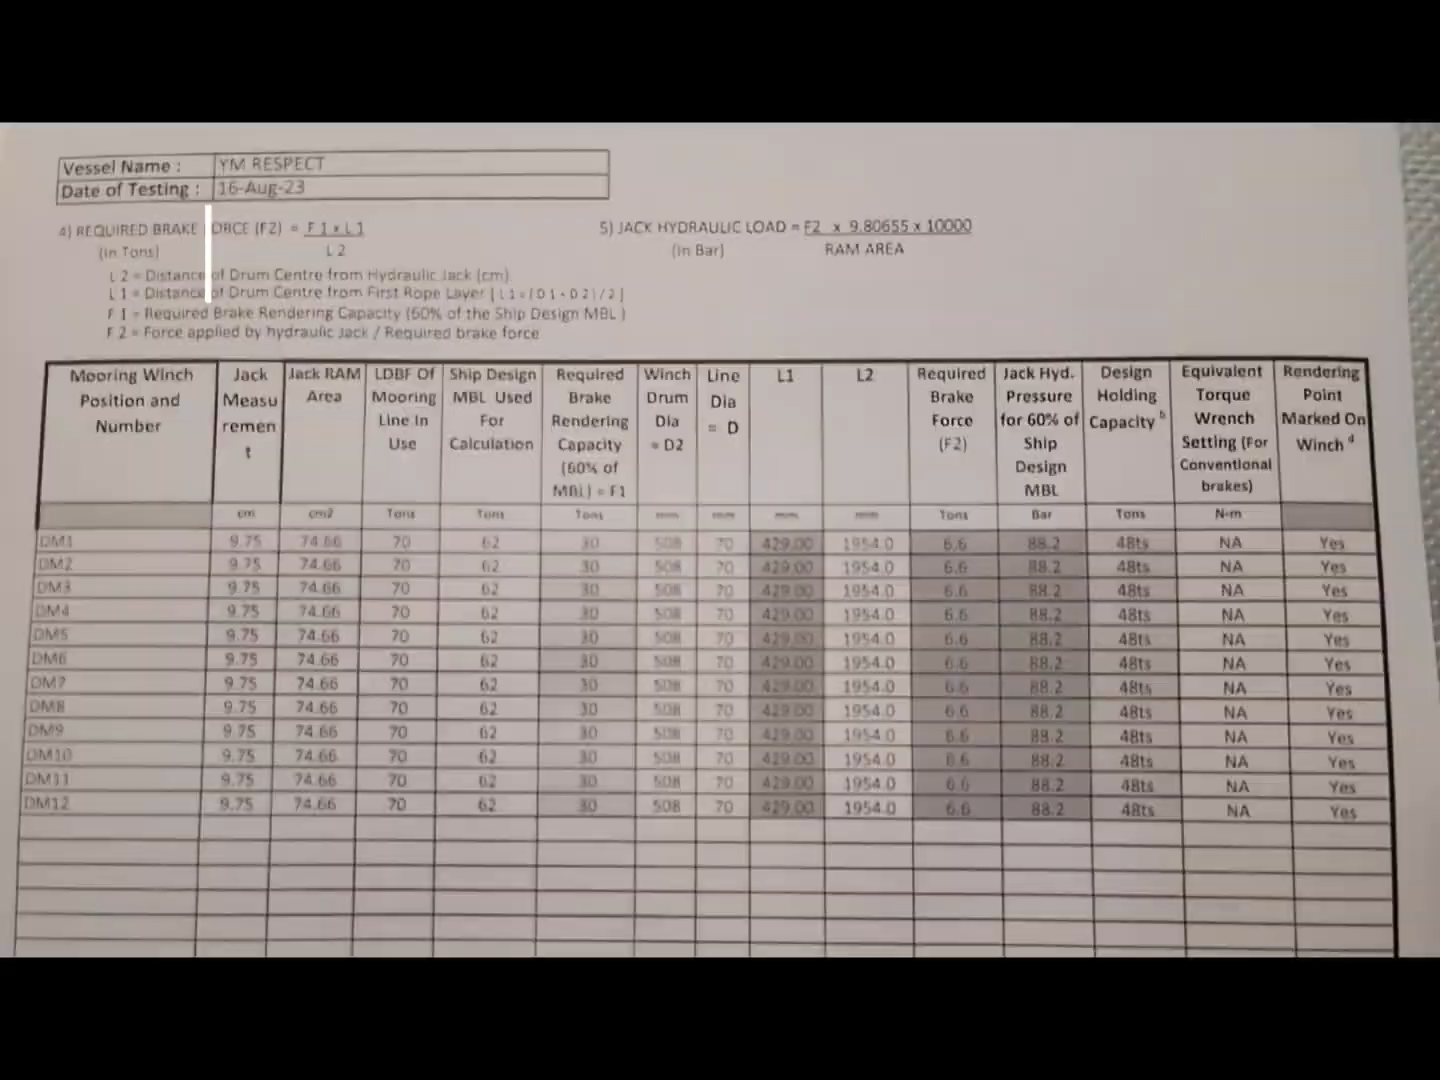 Vessel Name : YM RESPECT
Date of Testing : 16-Aug-23
4) REQUIRED BRAKE FORCE (F2) = F1 x L1
(in Tons) L 2
5) JACK HYDRAULIC LOAD = F2 x 9.80655 x 10000
(in Bar) RAM AREA
L 2 = Distance of Drum Centre from Hydraulic Jack (cm)
L 1 = Distance of Drum Centre from First Rope Layer [ L1 = (D1 + D2) / 2 ]
F 1 = Required Brake Rendering Capacity (60% of the Ship Design MBL )
F 2 = Force applied by hydraulic Jack / Required brake force
Mooring Winch Position and Number
Jack Measu remen t
Jack RAM Area
LDBF Of Mooring Line In Use
Ship Design MBL Used For Calculation
Required Brake Rendering Capacity (60% of MBL) = F1
Winch Drum Dia = D2
Line Dia = D
L1
L2
Required Brake Force (F2)
Jack Hyd. Pressure for 60% of Ship Design MBL
Design Holding Capacity b
Equivalent Torque Wrench Setting (For Conventional brakes)
Rendering Point Marked On Winch d
cm cm2 Tons Tons Tons mm mm mm mm Tons Bar Tons N-m
DM1 9.75 74.66 70 62 30 508 70 429.00 1954.0 6.6 88.2 48ts NA Yes
DM2 9.75 74.66 70 62 30 508 70 429.00 1954.0 6.6 88.2 48ts NA Yes
DM3 9.75 74.66 70 62 30 508 70 429.00 1954.0 6.6 88.2 48ts NA Yes
DM4 9.75 74.66 70 62 30 508 70 429.00 1954.0 6.6 88.2 48ts NA Yes
DM5 9.75 74.66 70 62 30 508 70 429.00 1954.0 6.6 88.2 48ts NA Yes
DM6 9.75 74.66 70 62 30 508 70 429.00 1954.0 6.6 88.2 48ts NA Yes
DM7 9.75 74.66 70 62 30 508 70 429.00 1954.0 6.6 88.2 48ts NA Yes
DM8 9.75 74.66 70 62 30 508 70 429.00 1954.0 6.6 88.2 48ts NA Yes
DM9 9.75 74.66 70 62 30 508 70 429.00 1954.0 6.6 88.2 48ts NA Yes
DM10 9.75 74.66 70 62 30 508 70 429.00 1954.0 6.6 88.2 48ts NA Yes
DM11 9.75 74.66 70 62 30 508 70 429.00 1954.0 6.6 88.2 48ts NA Yes
DM12 9.75 74.66 70 62 30 508 70 429.00 1954.0 6.6 88.2 48ts NA Yes